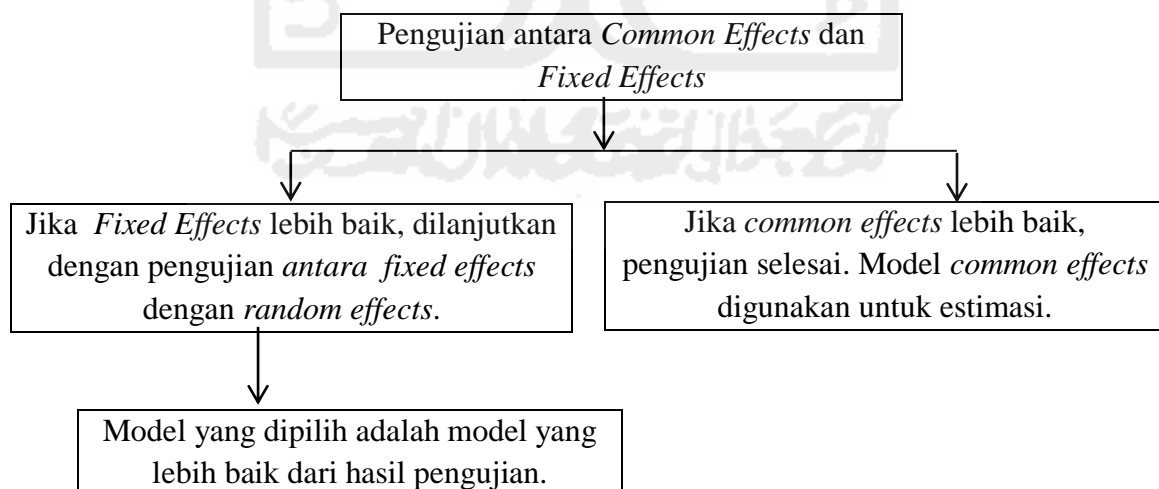 Pengujian antara Common Effects dan
Fixed Effects
Jika Fixed Effects lebih baik, dilanjutkan
dengan pengujian antara fixed effects
dengan random effects.
Jika common effects lebih baik,
pengujian selesai. Model common effects
digunakan untuk estimasi.
Model yang dipilih adalah model yang
lebih baik dari hasil pengujian.